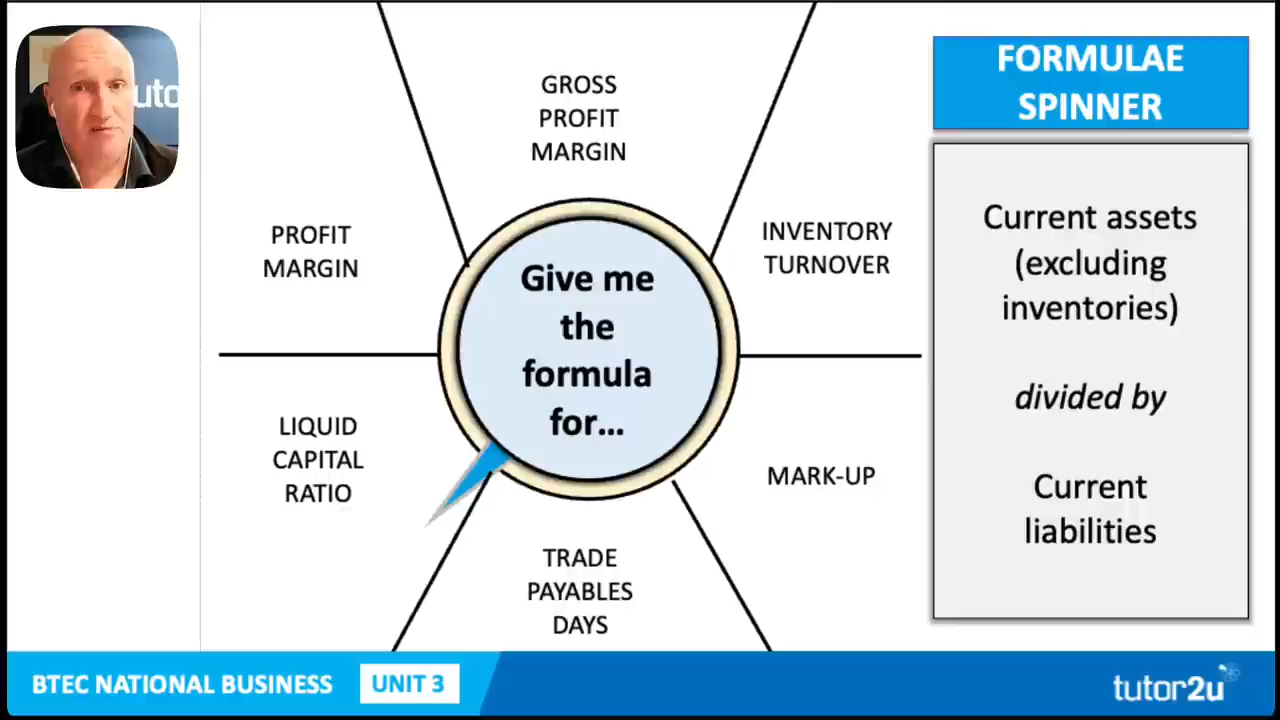 uto
GROSS
PROFIT
MARGIN
PROFIT
MARGIN
INVENTORY
TURNOVER
Give me
the
formula
for...
LIQUID
CAPITAL
RATIO
MARK-UP
TRADE
PAYABLES
DAYS
FORMULAE
SPINNER
Current assets
(excluding
inventories)
divided by
Current
liabilities
BTEC NATIONAL BUSINESS
UNIT 3
tutor2u